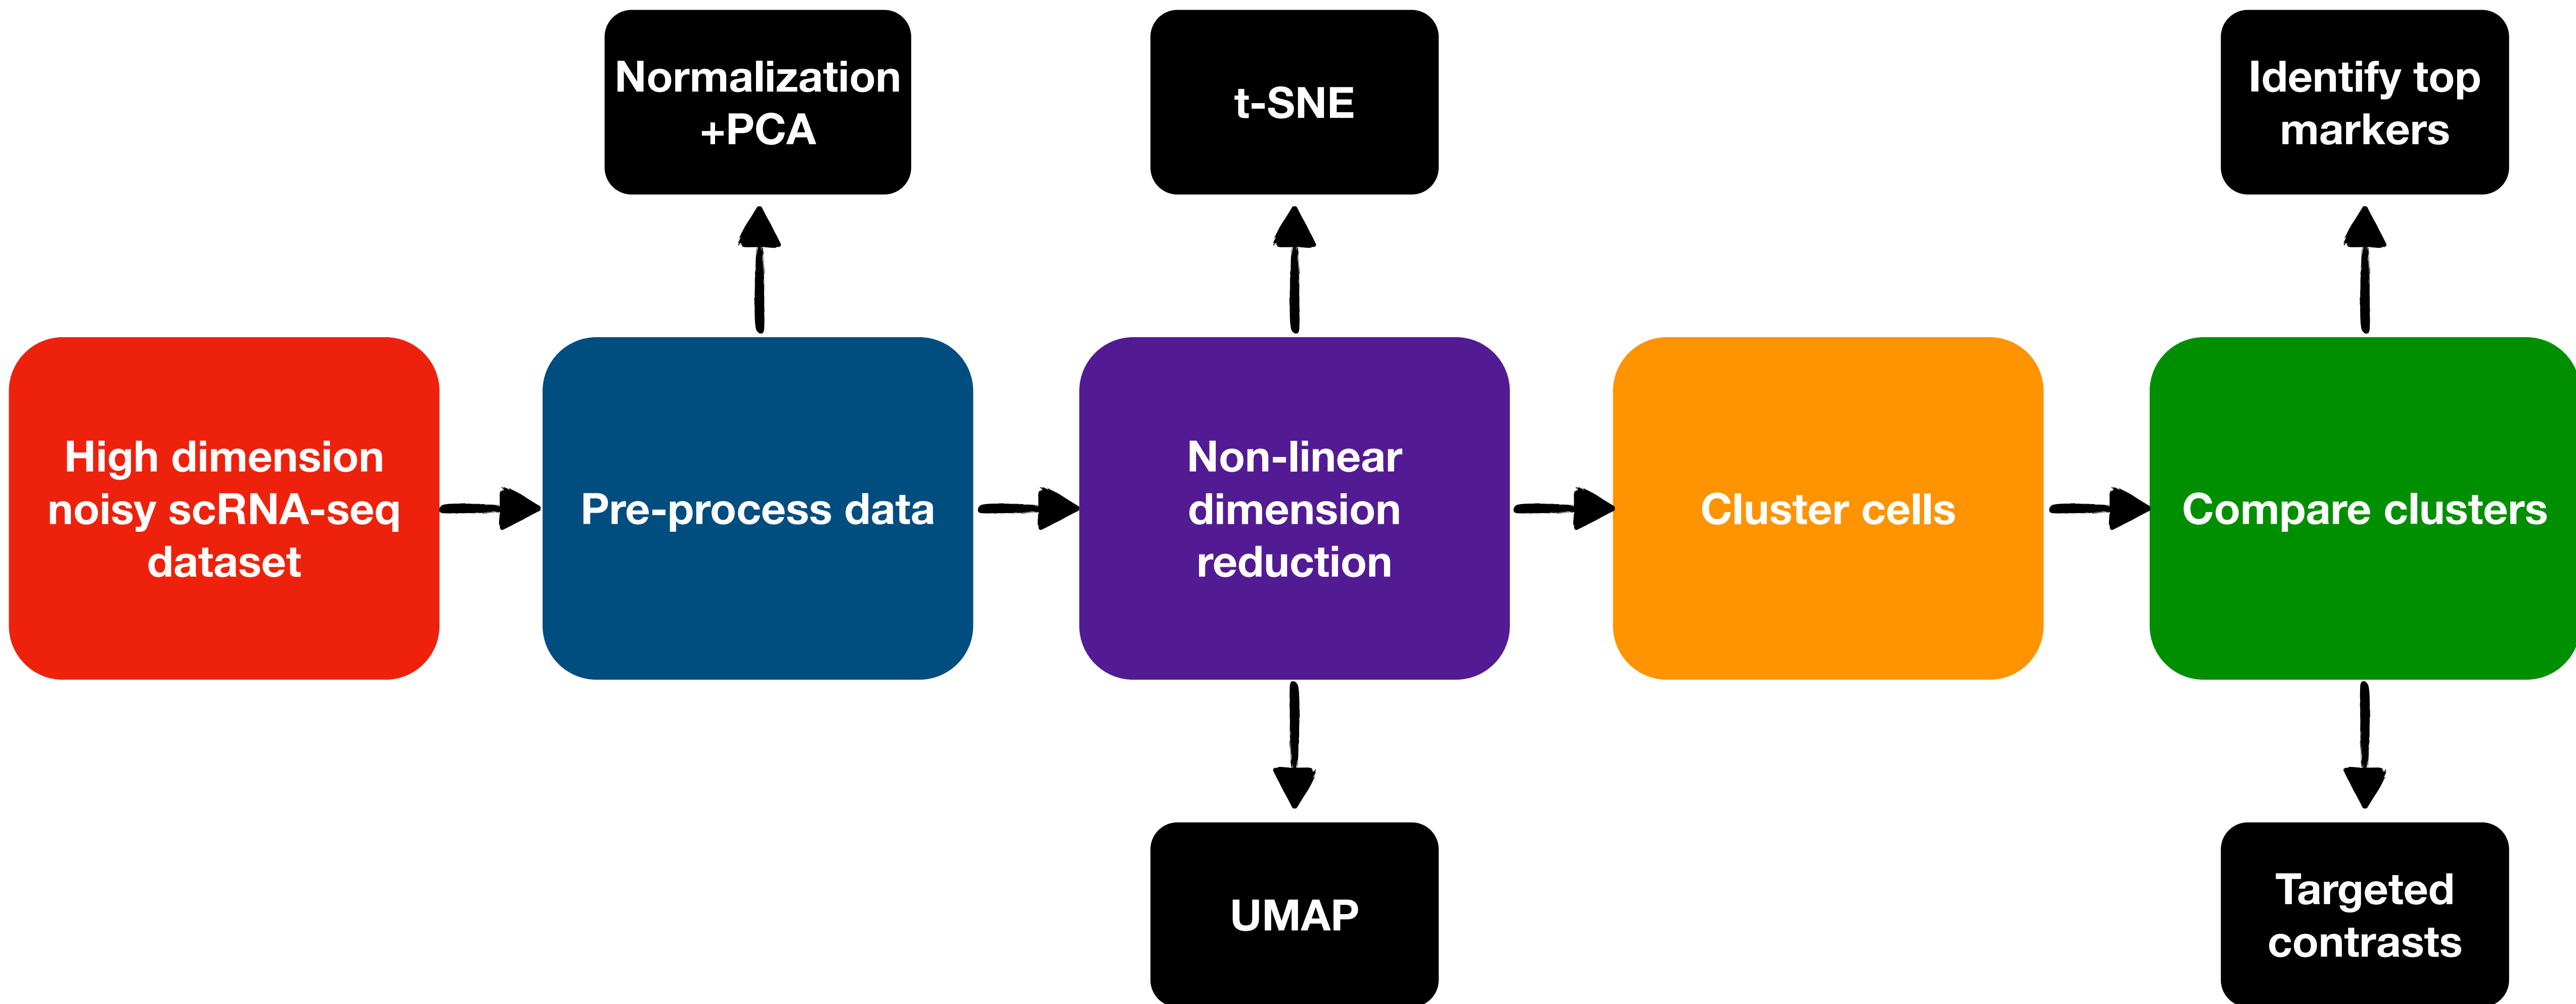 Normalization
+PCA
t-SNE
Identify top
markers
High dimension
noisy scRNA-seq
dataset
Pre-process data
Non-linear
dimension
reduction
Cluster cells
Compare clusters
UMAP
Targeted
contrasts